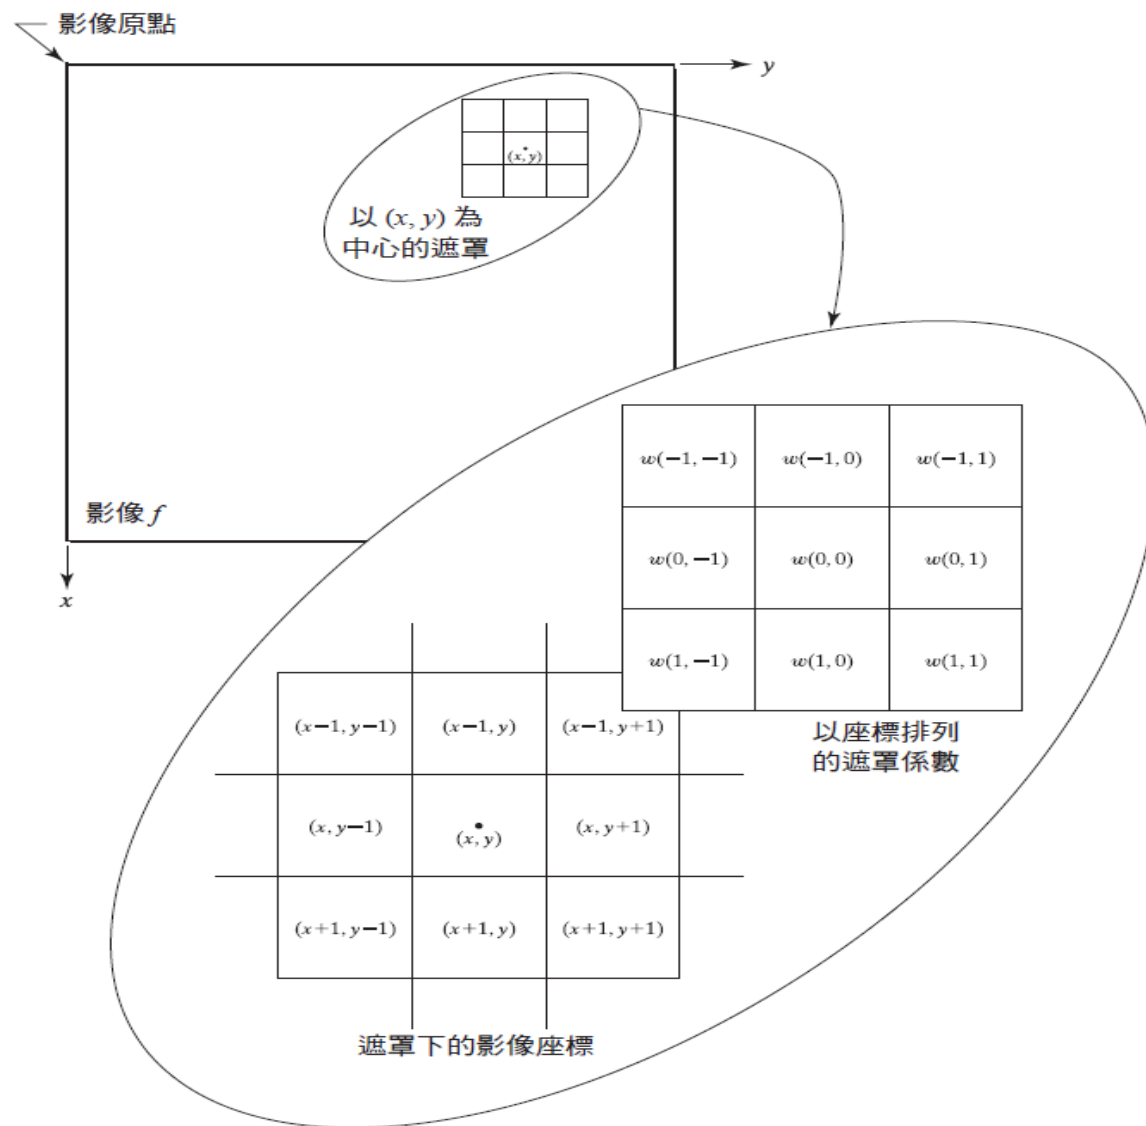 影像原點
y
(x, y)
以 (x, y) 為
中心的遮罩
影像 f
x
w(−1, −1) w(−1, 0) w(−1, 1)
w(0, −1) w(0, 0) w(0, 1)
w(1, −1) w(1, 0) w(1, 1)
以座標排列
的遮罩係數
(x−1, y−1) (x−1, y) (x−1, y+1)
(x, y−1) (x, y) (x, y+1)
(x+1, y−1) (x+1, y) (x+1, y+1)
遮罩下的影像座標